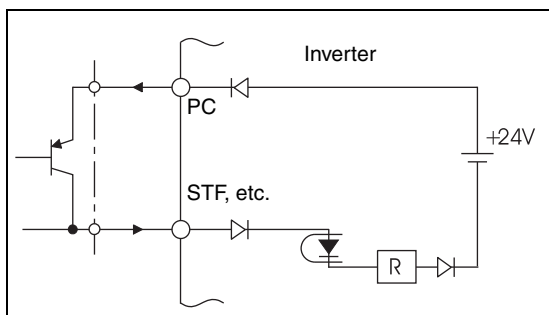 Inverter
PC
+24V
STF, etc.
R